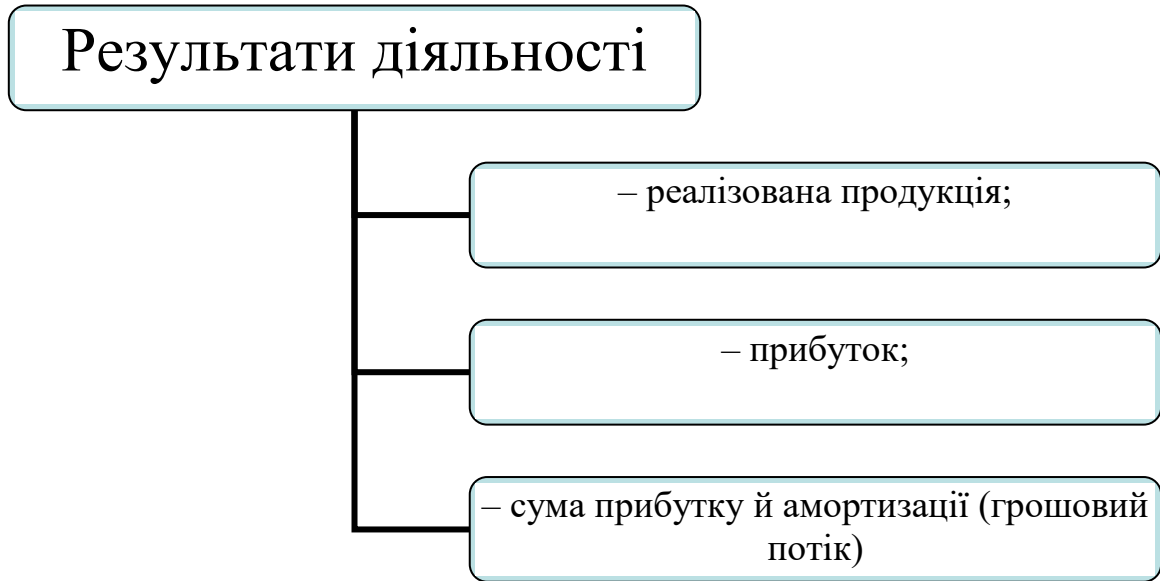 Результати діяльності
– реалізована продукція;
– прибуток;
– сума прибутку й амортизації (грошовий
потік)